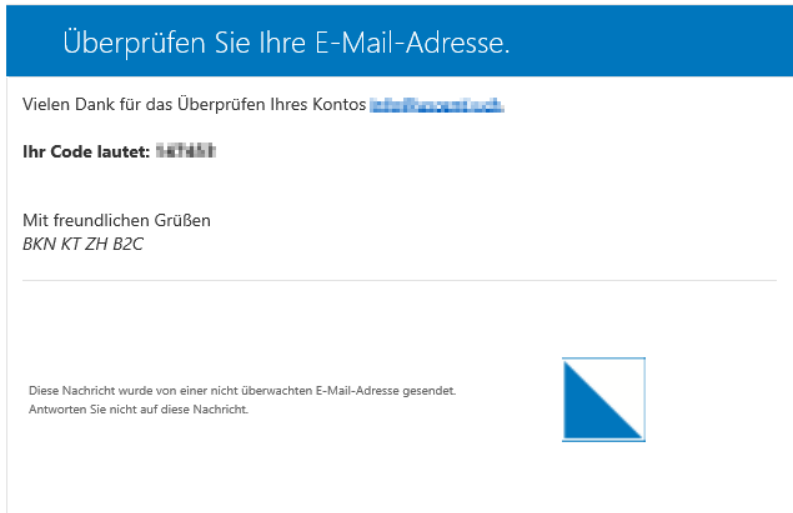 Überprüfen Sie Ihre E-Mail-Adresse.
Vielen Dank für das Überprüfen Ihres Kontos
Ihr Code lautet:
Mit freundlichen Grüßen
BKN KT ZH B2C
Diese Nachricht wurde von einer nicht überwachten E-Mail-Adresse gesendet.
Antworten Sie nicht auf diese Nachricht.